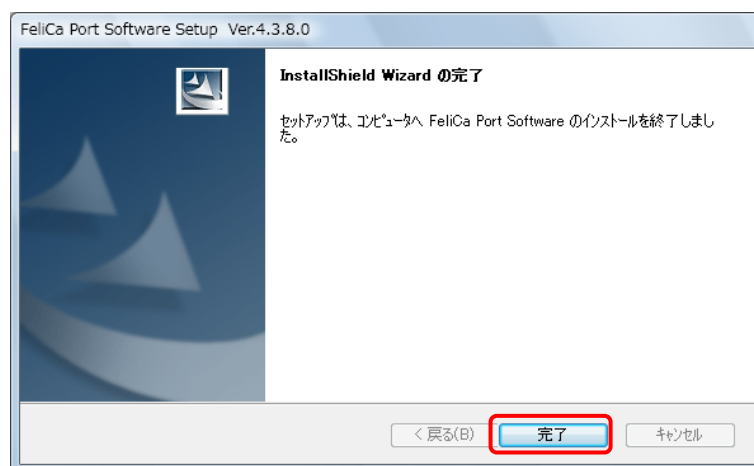 FeliCa Port Software Setup Ver.4.3.8.0
InstallShield Wizard の完了
セットアップは、コンピュータへ FeliCa Port Software のインストールを終了しまし
た。
< 戻る(B)
完了
キャンセル